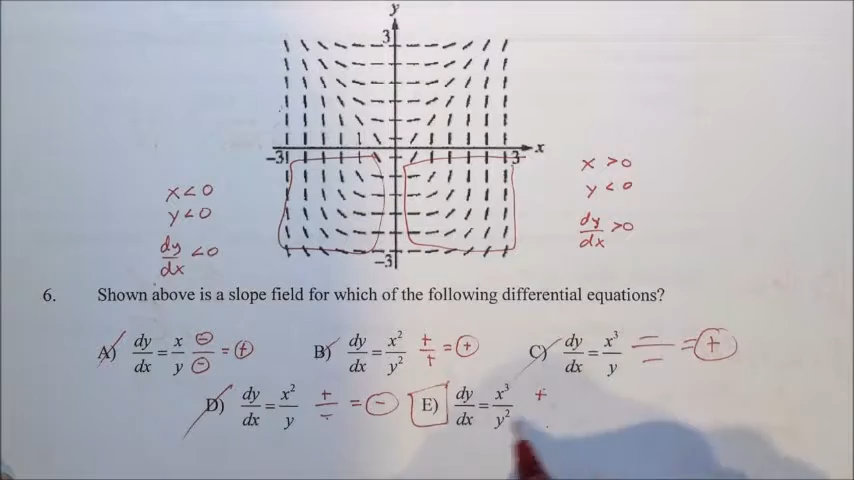 y
3
-3
3
x
-3
x<0
y<0
dy/dx <0
x >0
y <0
dy/dx >0
6. Shown above is a slope field for which of the following differential equations?
A) dy/dx = x/y -/- = +
B) dy/dx = x²/y² +/+ = +
C) dy/dx = x³/y -/- = +
D) dy/dx = x²/y +/- = -
E) dy/dx = x³/y² +